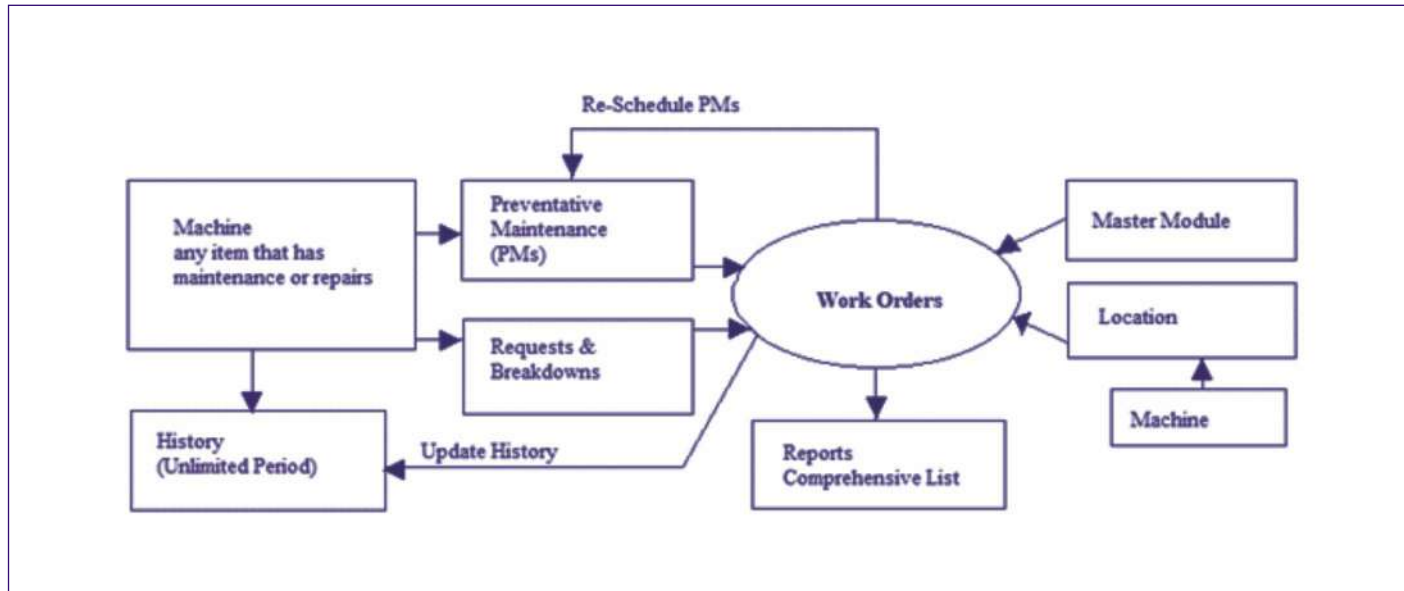 Re-Schedule PMs
Machine
any item that has
maintenance or repairs
Preventative
Maintenance
(PMs)
Master Module
Work Orders
Location
Requests &
Breakdowns
Machine
History
(Unlimited Period)
Update History
Reports
Comprehensive List